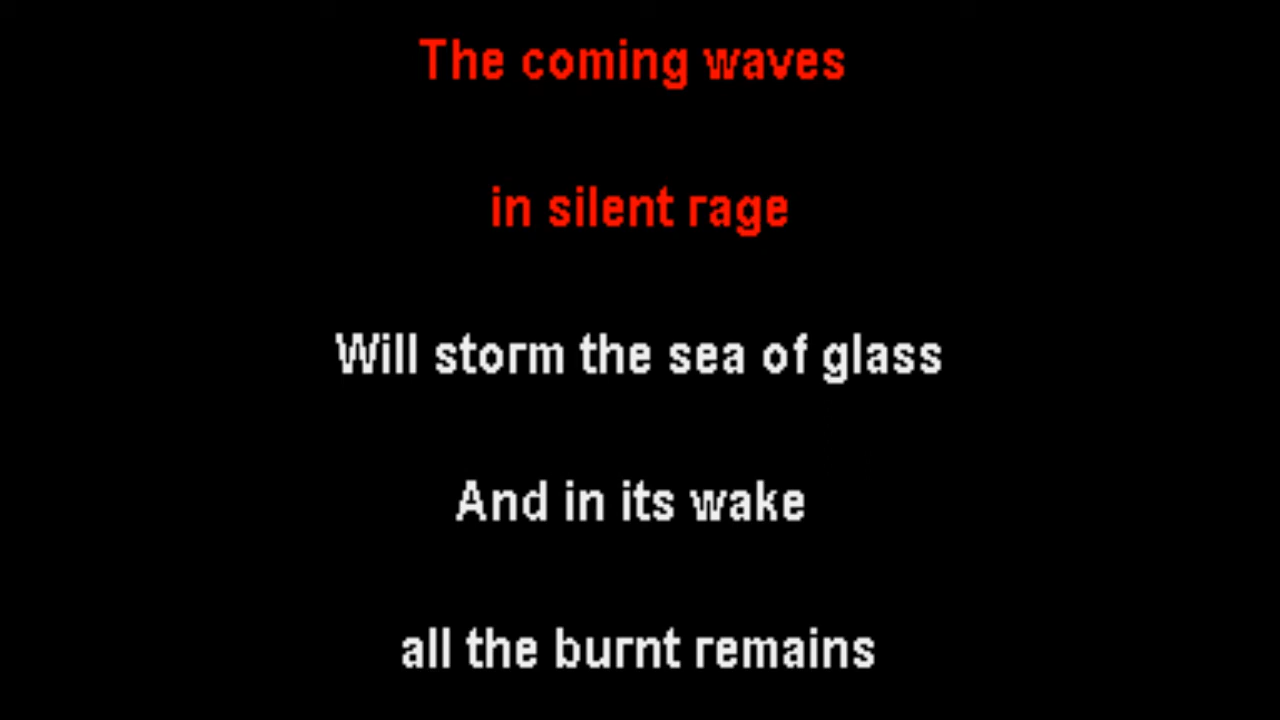 The coming waves
in silent rage
Will storm the sea of glass
And in its wake
all the burnt remains